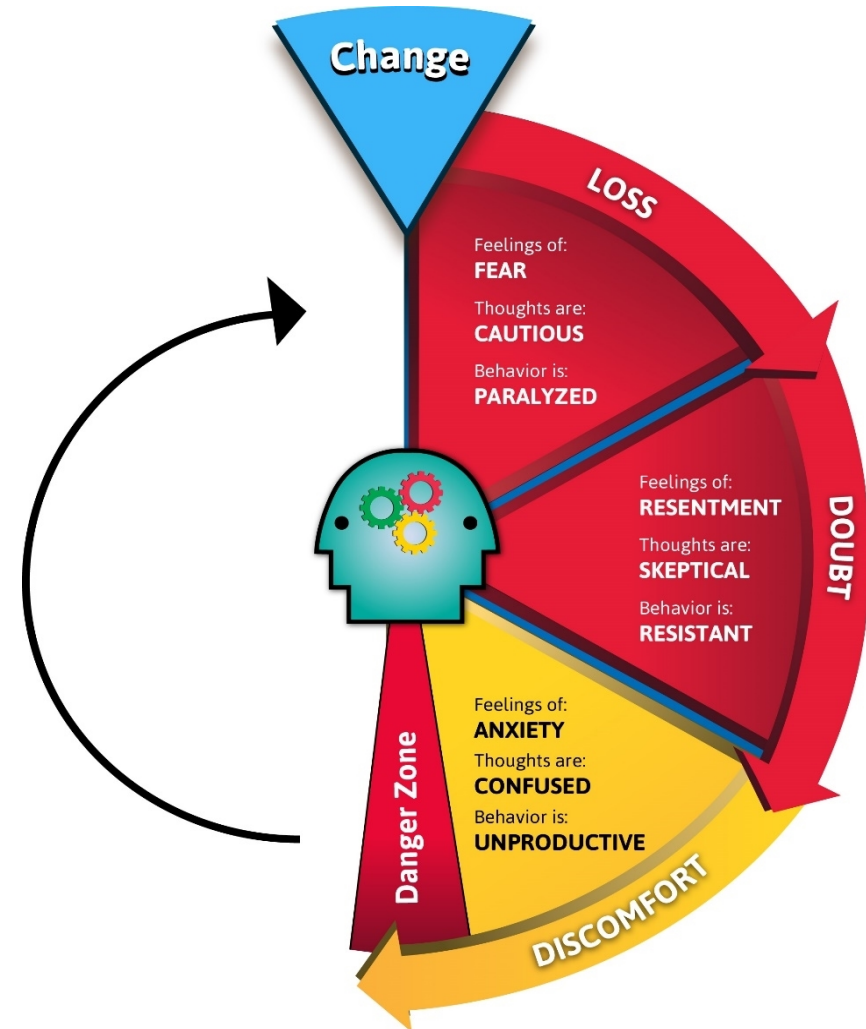 Change
LOSS
Feelings of:
FEAR
Thoughts are:
CAUTIOUS
Behavior is:
PARALYZED
DOUBT
Feelings of:
RESENTMENT
Thoughts are:
SKEPTICAL
Behavior is:
RESISTANT
Feelings of:
ANXIETY
Thoughts are:
CONFUSED
Behavior is:
UNPRODUCTIVE
DISCOMFORT
Danger Zone